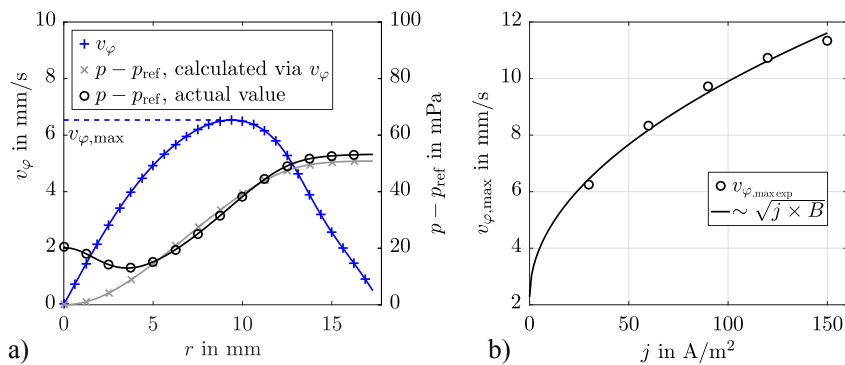 10
8
6
4
2
0
v_φ in mm/s
100
80
60
40
20
0
p − p_ref in mPa
v_φ
p − p_ref, calculated via v_φ
p − p_ref, actual value
v_φ,max
0
5
10
15
r in mm
a)
12
10
8
6
4
2
v_φ,max in mm/s
v_φ,max exp
∼ √j × B
0
50
100
150
j in A/m²
b)